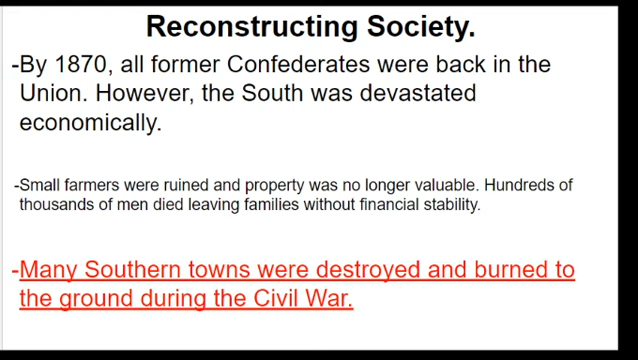 Reconstructing Society.
-By 1870, all former Confederates were back in the
Union. However, the South was devastated
economically.
-Small farmers were ruined and property was no longer valuable. Hundreds of
thousands of men died leaving families without financial stability.
-Many Southern towns were destroyed and burned to
the ground during the Civil War.